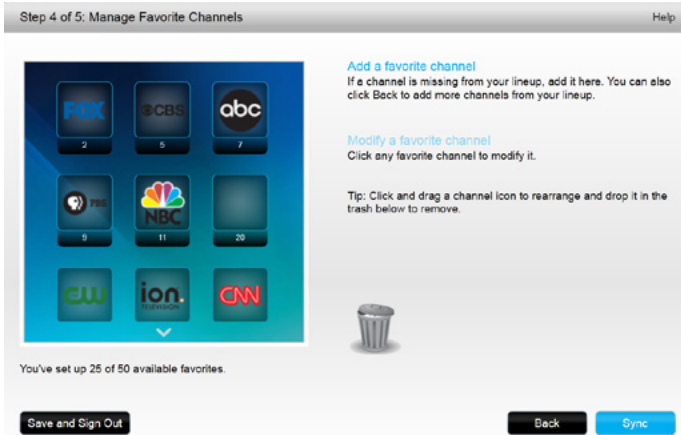 Step 4 of 5: Manage Favorite Channels
Help
FOX
CBS
abc
2
5
7
PBS
NBC
9
11
20
CW
ion.
TELEVISION
CNN
Add a favorite channel
If a channel is missing from your lineup, add it here. You can also
click Back to add more channels from your lineup.
Modify a favorite channel
Click any favorite channel to modify it.
Tip: Click and drag a channel icon to rearrange and drop it in the
trash below to remove.
You've set up 25 of 50 available favorites.
Save and Sign Out
Back
Sync